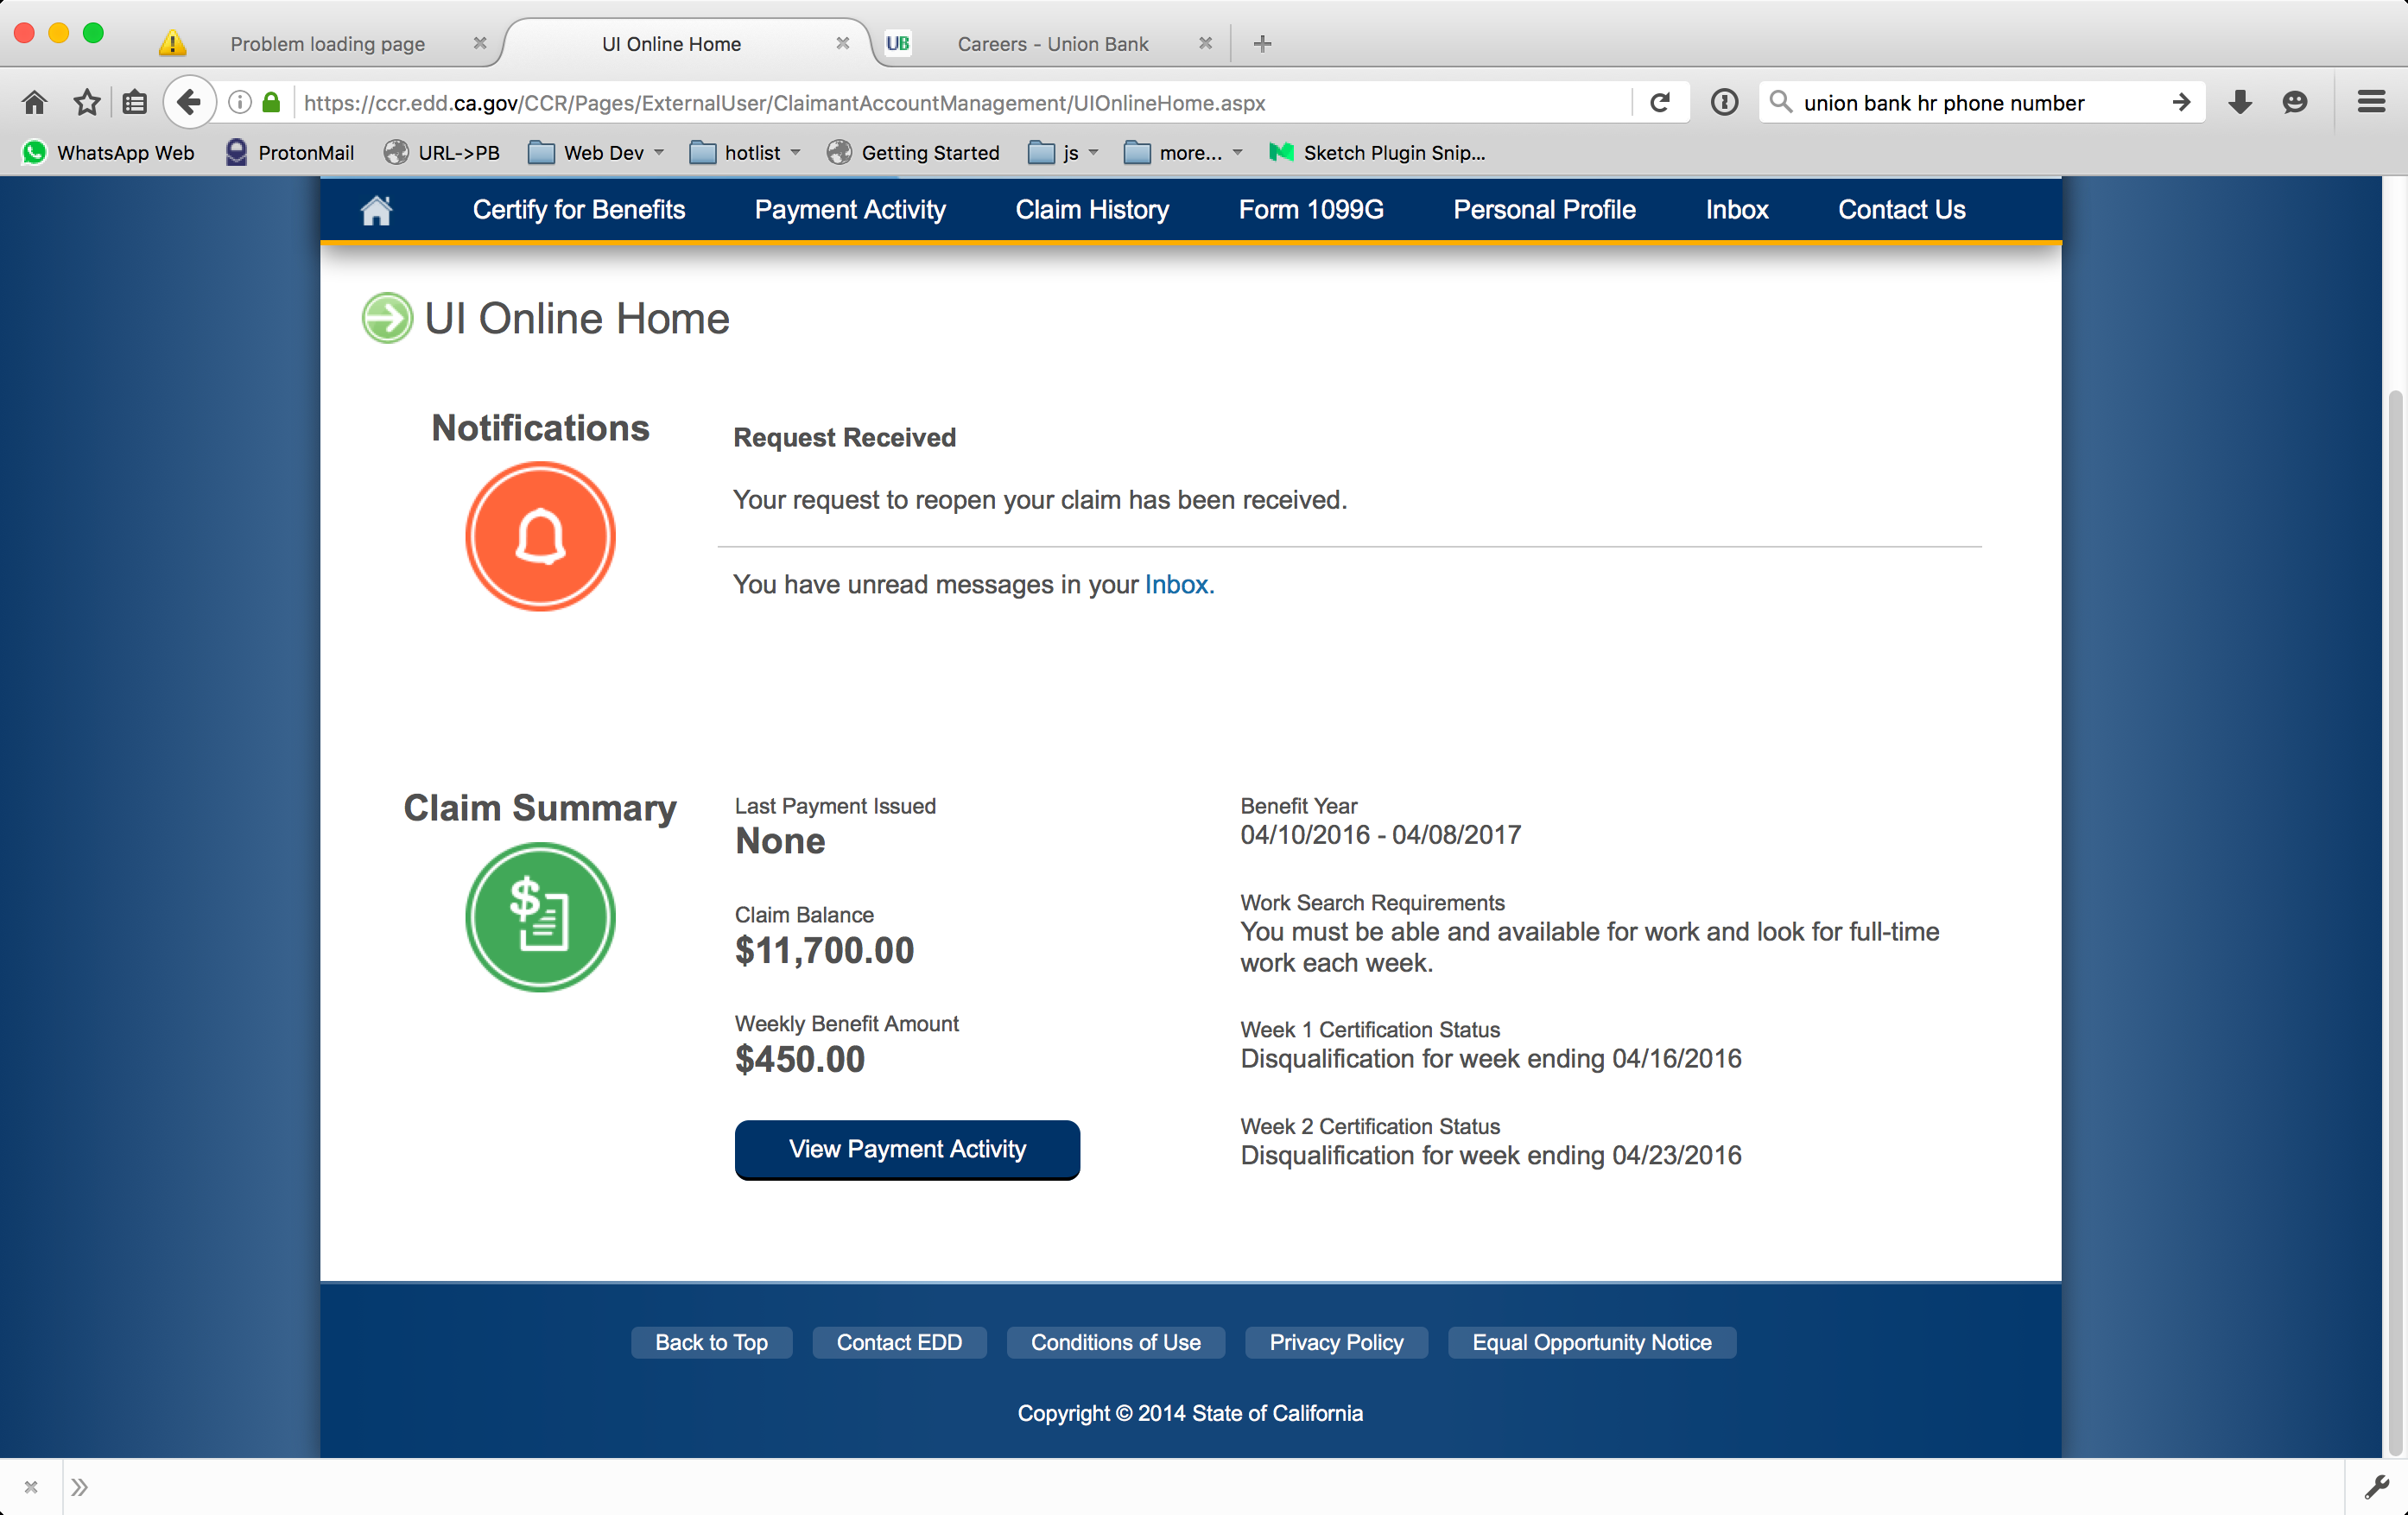 Problem loading page
UI Online Home
UB
Careers - Union Bank
https://ccr.edd.ca.gov/CCR/Pages/ExternalUser/ClaimantAccountManagement/UIOnlineHome.aspx
union bank hr phone number
WhatsApp Web
ProtonMail
URL->PB
Web Dev
hotlist
Getting Started
js
more...
Sketch Plugin Snip...
Certify for Benefits
Payment Activity
Claim History
Form 1099G
Personal Profile
Inbox
Contact Us
UI Online Home
Notifications
Request Received
Your request to reopen your claim has been received.
You have unread messages in your Inbox.
Claim Summary
Last Payment Issued
None
Claim Balance
$11,700.00
Weekly Benefit Amount
$450.00
View Payment Activity
Benefit Year
04/10/2016 - 04/08/2017
Work Search Requirements
You must be able and available for work and look for full-time
work each week.
Week 1 Certification Status
Disqualification for week ending 04/16/2016
Week 2 Certification Status
Disqualification for week ending 04/23/2016
Back to Top
Contact EDD
Conditions of Use
Privacy Policy
Equal Opportunity Notice
Copyright © 2014 State of California